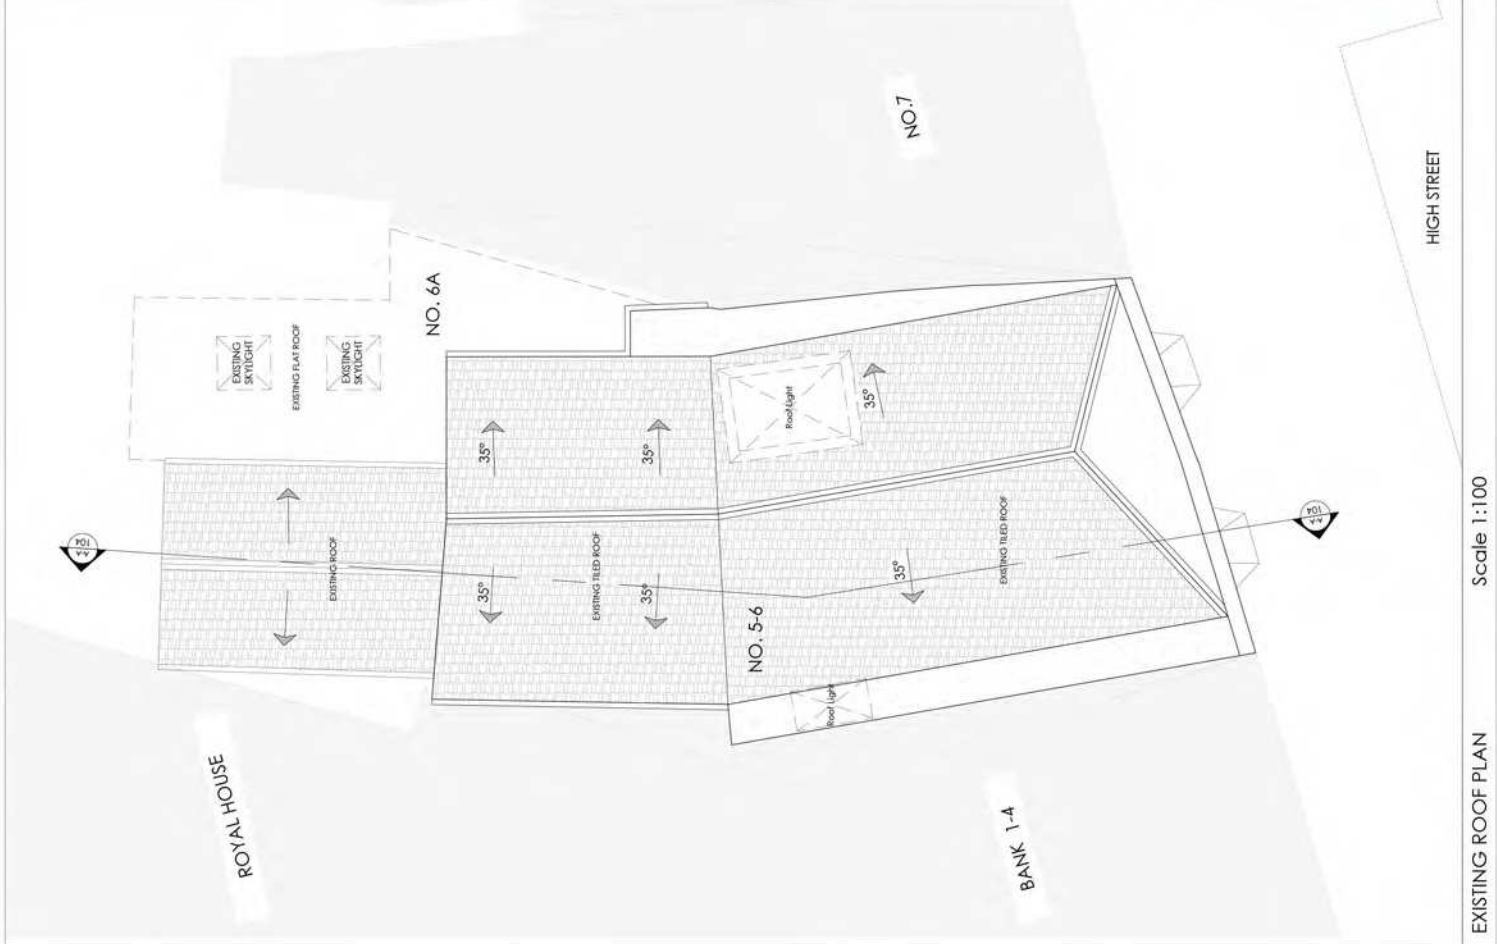 NO.7
HIGH STREET
NO. 6A
EXISTING
SKYLIGHT
EXISTING FLAT ROOF
EXISTING
SKYLIGHT
Roof Light
35°
35°
35°
104
A-A
EXISTING ROOF
EXISTING TILED ROOF
EXISTING TILED ROOF
104
A-A
35°
35°
35°
NO. 5-6
Roof Light
ROYAL HOUSE
BANK 1-4
EXISTING ROOF PLAN
Scale 1:100